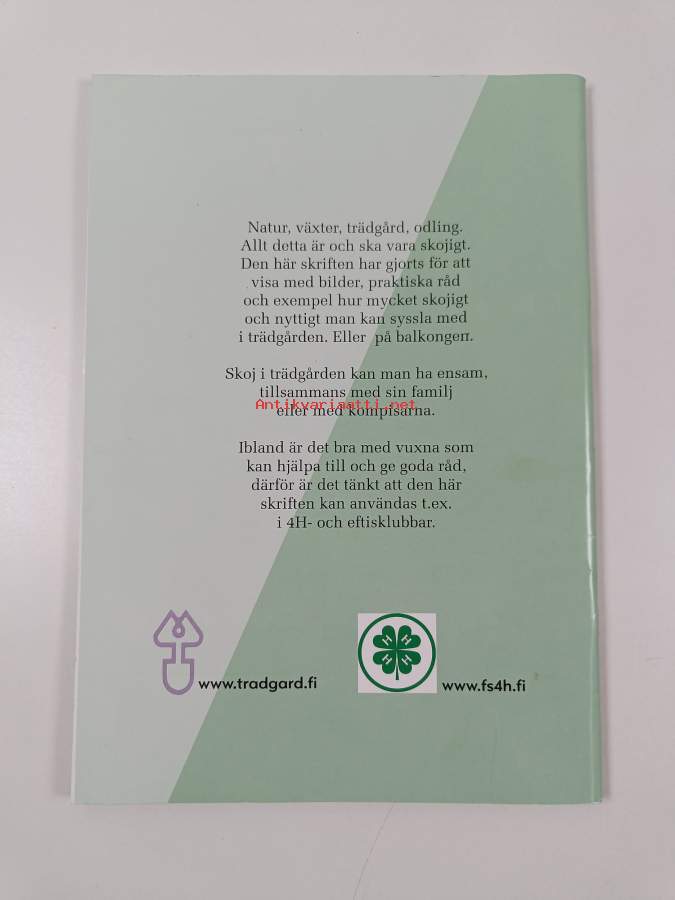 Natur, växter, trädgård, odling.
Allt detta är och ska vara skojigt.
Den här skriften har gjorts för att
visa med bilder, praktiska råd
och exempel hur mycket skojigt
och nyttigt man kan syssla med
i trädgården. Eller på balkongen.
Skoj i trädgården kan man ha ensam,
tillsammans med sin familj
Antikvariaatti.net
eller med kompisarna.
Ibland är det bra med vuxna som
kan hjälpa till och ge goda råd,
därför är det tänkt att den här
skriften kan användas t.ex.
i 4H- och eftisklubbar.
H H
H H
www.tradgard.fi
www.fs4h.fi